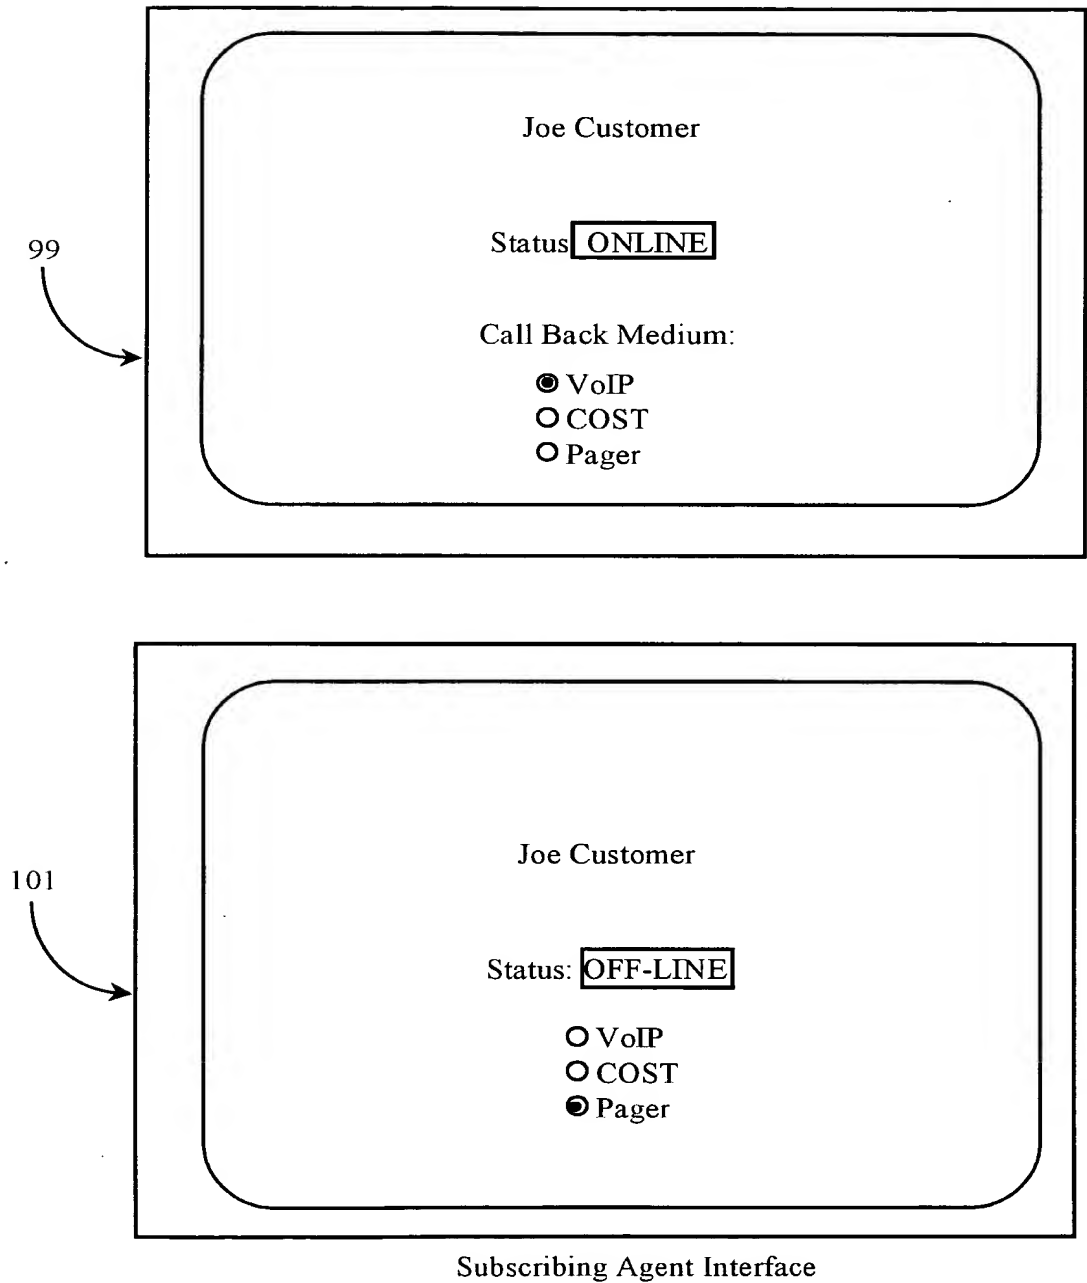 Joe Customer
99
Status ONLINE
Call Back Medium:
VoIP
COST
Pager
Joe Customer
101
Status: OFF-LINE
VoIP
COST
Pager
Subscribing Agent Interface